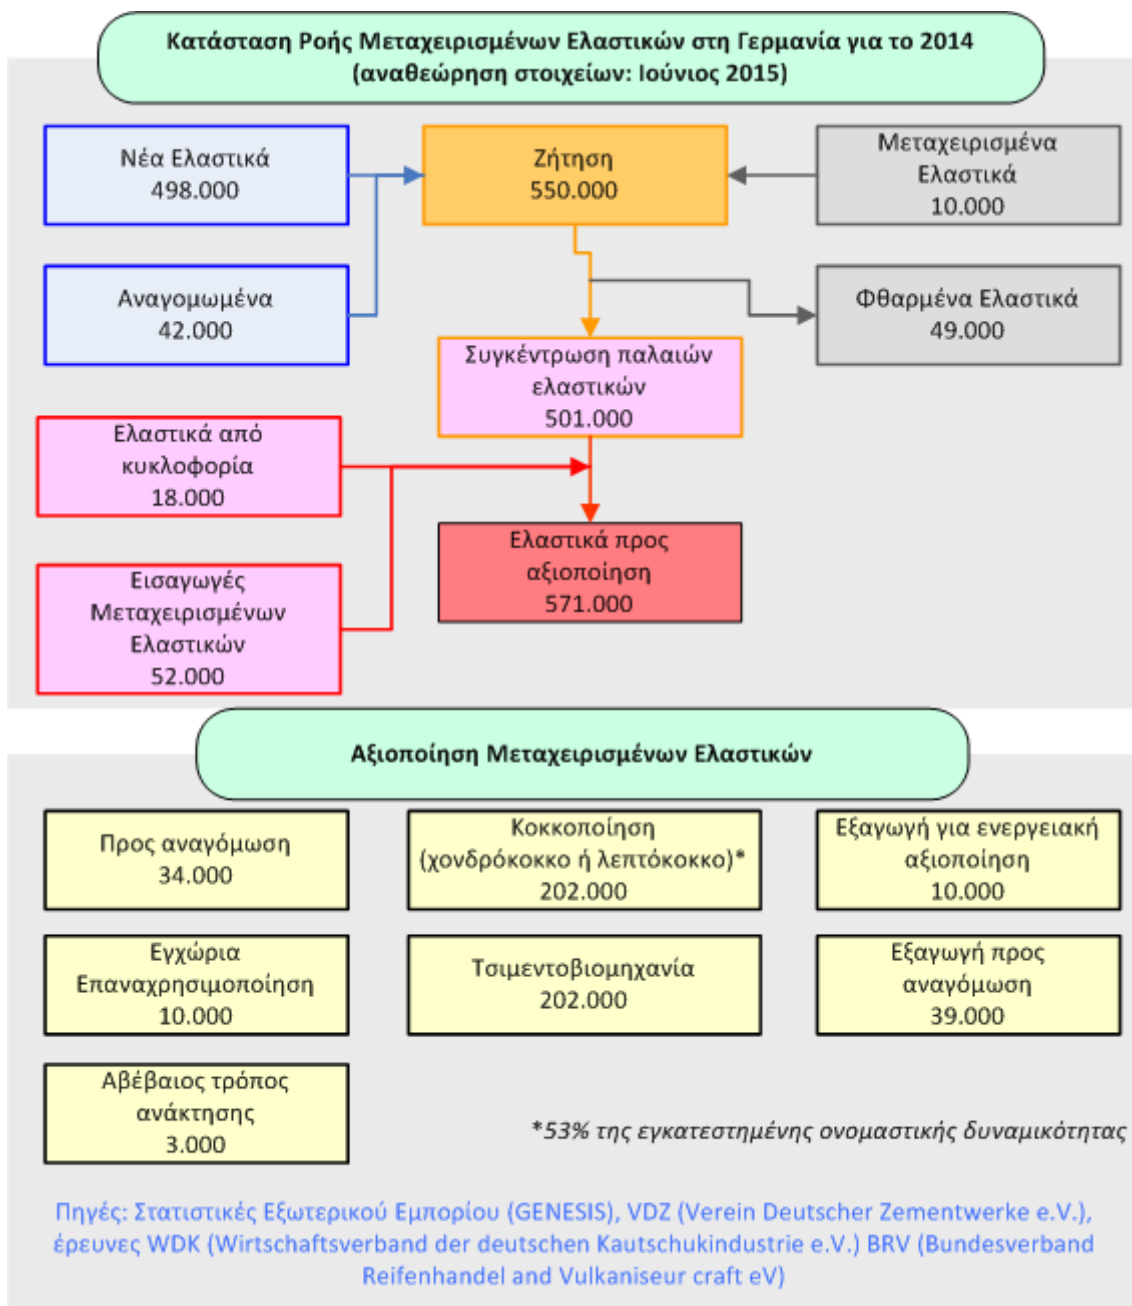 Κατάσταση Ροής Μεταχειρισμένων Ελαστικών στη Γερμανία για το 2014
(αναθεώρηση στοιχείων: Ιούνιος 2015)
Νέα Ελαστικά
498.000
Ζήτηση
550.000
Μεταχειρισμένα
Ελαστικά
10.000
Αναγομωμένα
42.000
Φθαρμένα Ελαστικά
49.000
Συγκέντρωση παλαιών
ελαστικών
501.000
Ελαστικά από
κυκλοφορία
18.000
Ελαστικά προς
αξιοποίηση
571.000
Εισαγωγές
Μεταχειρισμένων
Ελαστικών
52.000
Αξιοποίηση Μεταχειρισμένων Ελαστικών
Προς αναγόμωση
34.000
Κοκκοποίηση
(χονδρόκοκκο ή λεπτόκοκκο)*
202.000
Εξαγωγή για ενεργειακή
αξιοποίηση
10.000
Εγχώρια
Επαναχρησιμοποίηση
10.000
Τσιμεντοβιομηχανία
202.000
Εξαγωγή προς
αναγόμωση
39.000
Αβέβαιος τρόπος
ανάκτησης
3.000
*53% της εγκατεστημένης ονομαστικής δυναμικότητας
Πηγές: Στατιστικές Εξωτερικού Εμπορίου (GENESIS), VDZ (Verein Deutscher Zementwerke e.V.),
έρευνες WDK (Wirtschaftsverband der deutschen Kautschukindustrie e.V.) BRV (Bundesverband
Reifenhandel and Vulkaniseur craft eV)